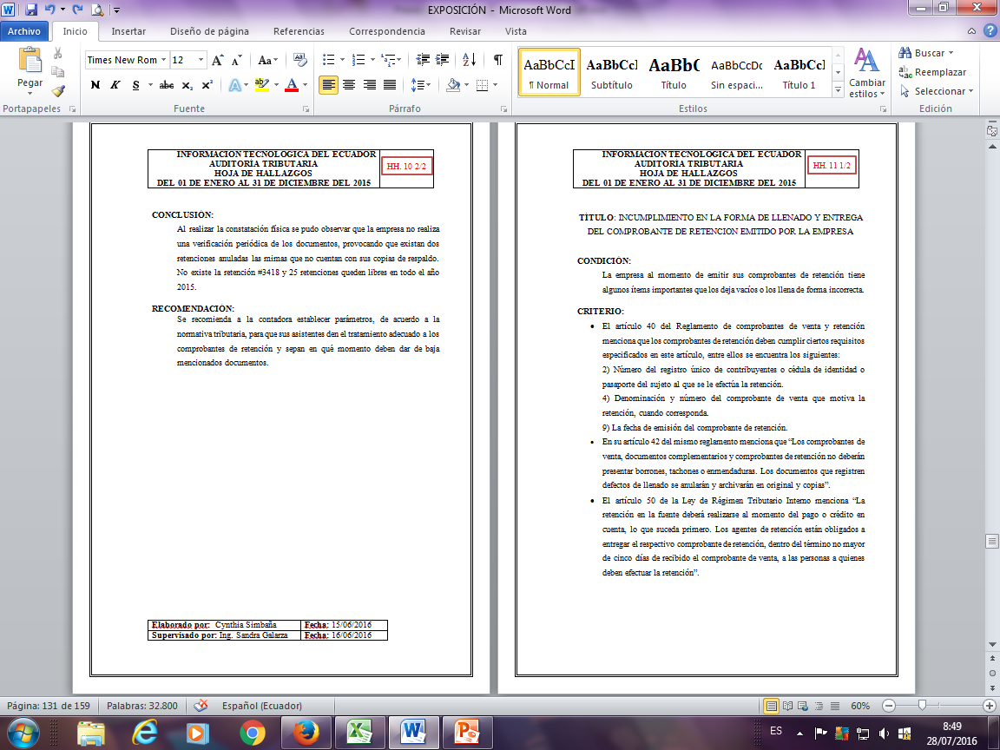 EXPOSICIÓN - Microsoft Word
Archivo Inicio Insertar Diseño de página Referencias Correspondencia Revisar Vista
Pegar
Times New Rom 12
Aa
N K S abc x₂ x²
AaBbCcI AaBbCcl AaBbC AaBbCcDc AaBbCcl
¶ Normal Subtítulo Título Sin espaci... Título 1
Cambiar estilos
Buscar
Reemplazar
Seleccionar
Portapapeles Fuente Párrafo Estilos Edición
INFORMACION TECNOLOGICA DEL ECUADOR
AUDITORÍA TRIBUTARIA
HOJA DE HALLAZGOS
DEL 01 DE ENERO AL 31 DE DICIEMBRE DEL 2015
HH. 10 2/2
CONCLUSIÓN:
Al realizar la constatación física se pudo observar que la empresa no realiza
una verificación periódica de los documentos, provocando que existan dos
retenciones anuladas las mimas que no cuentan con sus copias de respaldo.
No existe la retención #3418 y 25 retenciones queden libres en todo el año
2015.
RECOMENDACIÓN:
Se recomienda a la contadora establecer parámetros, de acuerdo a la
normativa tributaria, para que sus asistentes den el tratamiento adecuado a los
comprobantes de retención y sepan en qué momento deben dar de baja
mencionados documentos.
Elaborado por: Cynthia Simbaña Fecha: 15/06/2016
Supervisado por: Ing. Sandra Galarza Fecha: 16/06/2016
INFORMACION TECNOLOGICA DEL ECUADOR
AUDITORÍA TRIBUTARIA
HOJA DE HALLAZGOS
DEL 01 DE ENERO AL 31 DE DICIEMBRE DEL 2015
HH. 11 1/2
TÍTULO: INCUMPLIMIENTO EN LA FORMA DE LLENADO Y ENTREGA
DEL COMPROBANTE DE RETENCION EMITIDO POR LA EMPRESA
CONDICIÓN:
La empresa al momento de emitir sus comprobantes de retención tiene
algunos ítems importantes que los deja vacíos o los llena de forma incorrecta.
CRITERIO:
• El artículo 40 del Reglamento de comprobantes de venta y retención
menciona que los comprobantes de retención deben cumplir ciertos requisitos
especificados en este artículo, entre ellos se encuentra los siguientes:
2) Número del registro único de contribuyentes o cédula de identidad o
pasaporte del sujeto al que se le efectúa la retención.
4) Denominación y número del comprobante de venta que motiva la
retención, cuando corresponda.
9) La fecha de emisión del comprobante de retención.
• En su artículo 42 del mismo reglamento menciona que “Los comprobantes de
venta, documentos complementarios y comprobantes de retención no deberán
presentar borrones, tachones o enmendaduras. Los documentos que registren
defectos de llenado se anularán y archivarán en original y copias”.
• El artículo 50 de la Ley de Régimen Tributario Interno menciona “La
retención en la fuente deberá realizarse al momento del pago o crédito en
cuenta, lo que suceda primero. Los agentes de retención están obligados a
entregar el respectivo comprobante de retención, dentro del término no mayor
de cinco días de recibido el comprobante de venta, a las personas a quienes
deben efectuar la retención”.
Página: 131 de 159 Palabras: 32.800 Español (Ecuador) 60%
ES 8:49
28/07/2016